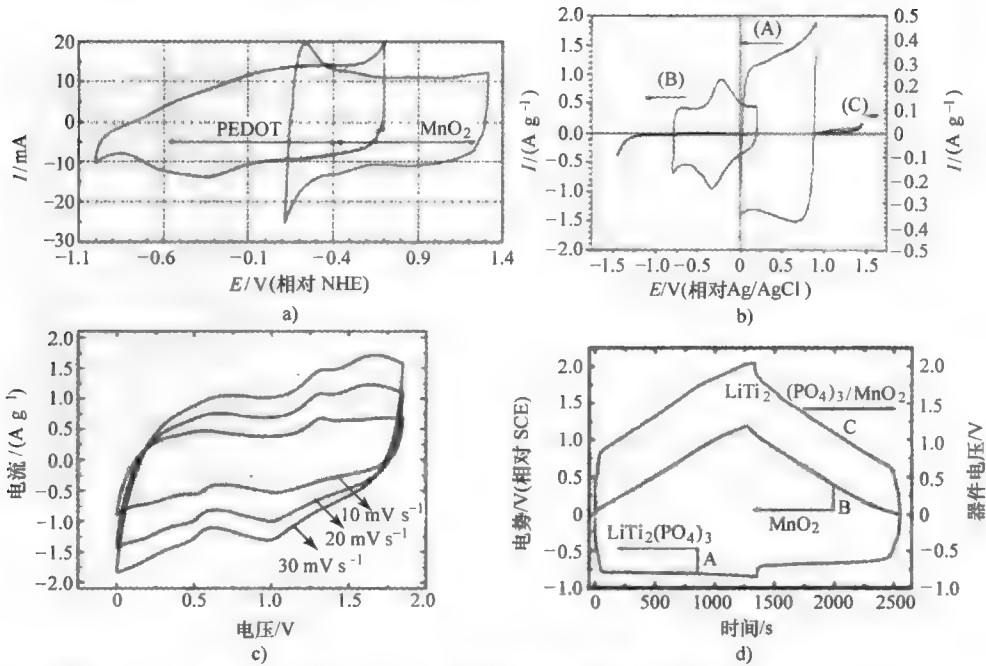 a)
20
10
0
−10
−20
−30
I/mA
PEDOT
MnO₂
−1.1
−0.6
−0.1
0.4
0.9
1.4
E/V(相对 NHE)
a)
2.0
1.5
1.0
0.5
0.0
−0.5
−1.0
−1.5
2.0
I/(A g⁻¹)
(A)
(B)
(C)
0.5
0.4
0.3
0.2
0.1
0
−0.1
−0.2
−0.3
0.4
0.5
I/(A g⁻¹)
−1.5
−1.0
−0.5
0
0.5
1.0
1.5
E/V(相对Ag/AgCl)
b)
2.0
1.5
1.0
0.5
0.0
−0.5
−1.0
−1.5
−2.0
电流/(A g⁻¹)
10 mV s⁻¹
20 mV s⁻¹
30 mV s⁻¹
0
0.5
1.0
1.5
2.0
电压/V
c)
2.0
1.5
1.0
0.5
0
−0.5
−1.0
电势/V(相对 SCE)
LiTi₂
(PO₄)₃/MnO₂
C
B
MnO₂
LiTi₂(PO₄)₃
A
2.0
1.5
1.0
0.5
0
−0.5
−1.0
器件电压/V
0
500
1000
1500
2000
2500
时间/s
d)